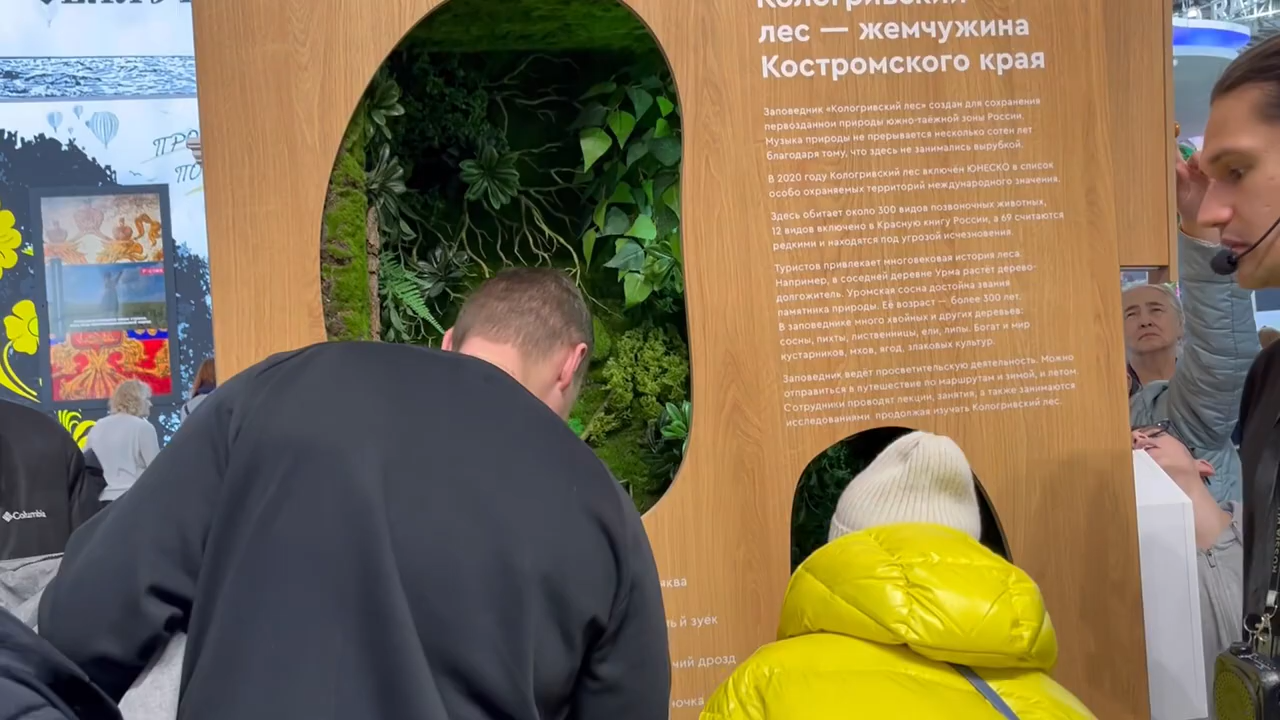 Кологривский
лес — жемчужина
Костромского края
Заповедник «Кологривский лес» создан для сохранения
первозданной природы южно-таёжной зоны России.
Музыка природы не прерывается несколько сотен лет
благодаря тому, что здесь не занимались вырубкой.
В 2020 году Кологривский лес включён ЮНЕСКО в список
особо охраняемых территорий международного значения.
Здесь обитает около 300 видов позвоночных животных,
12 видов включено в Красную книгу России, а 69 считаются
редкими и находятся под угрозой исчезновения.
Туристов привлекает многовековая история леса.
Например, в соседней деревне Урма растёт дерево-
долгожитель. Уромская сосна достойна звания
памятника природы. Её возраст — более 300 лет.
В заповеднике много хвойных и других деревьев:
сосны, пихты, лиственницы, ели, липы. Богат и мир
кустарников, мхов, ягод, злаковых культур.
Заповедник ведёт просветительскую деятельность. Можно
отправиться в путешествие по маршрутам и зимой, и летом.
Сотрудники проводят лекции, занятия, а также занимаются
исследованиями, продолжая изучать Кологривский лес.
зуёк
дрозд
Columbia